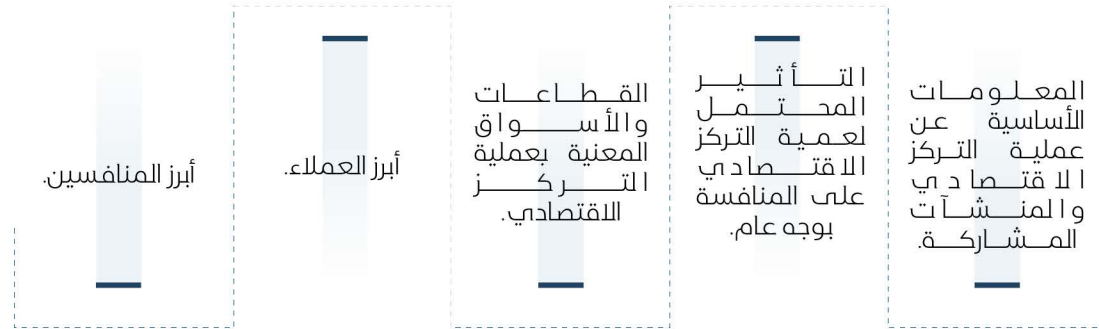 المعلومات
الأساسية عن
عملية التركز
الاقتصادي
والمنشآت
المشاركة.
التأثير
المحتمل
لعمية التركز
الاقتصادي
على المنافسة
بوجه عام.
القطاعات
والأسواق
المعنية بعملية
التركز
الاقتصادي.
أبرز العملاء.
أبرز المنافسين.